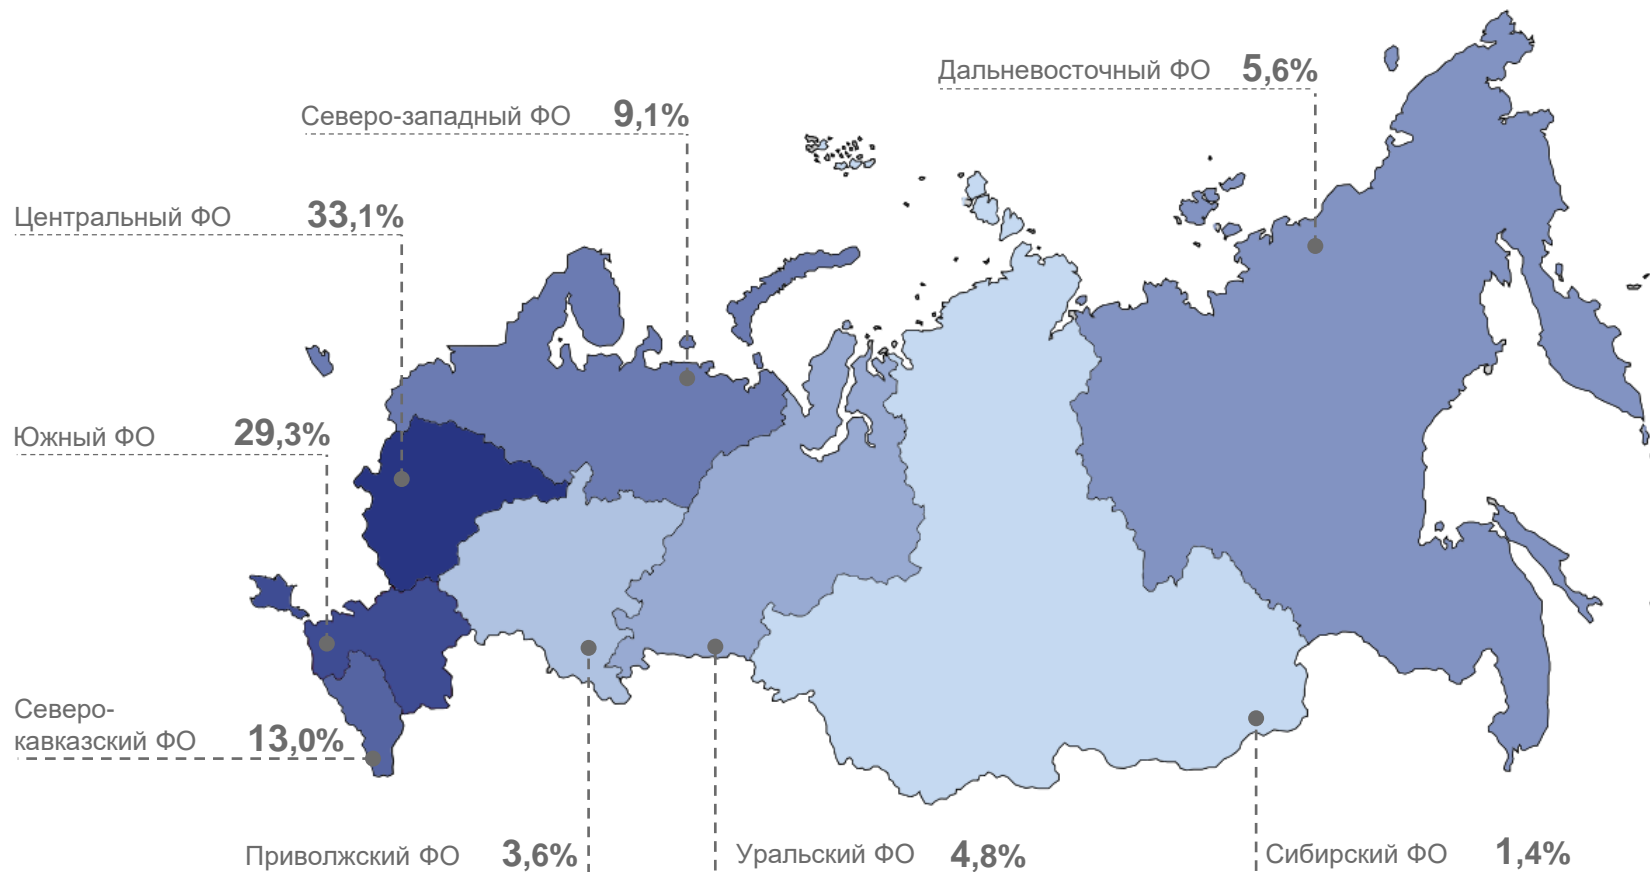 Дальневосточный ФО 5,6%
Северо-западный ФО 9,1%
Центральный ФО 33,1%
Южный ФО 29,3%
Северо-
кавказский ФО 13,0%
Приволжский ФО 3,6%
Уральский ФО 4,8%
Сибирский ФО 1,4%